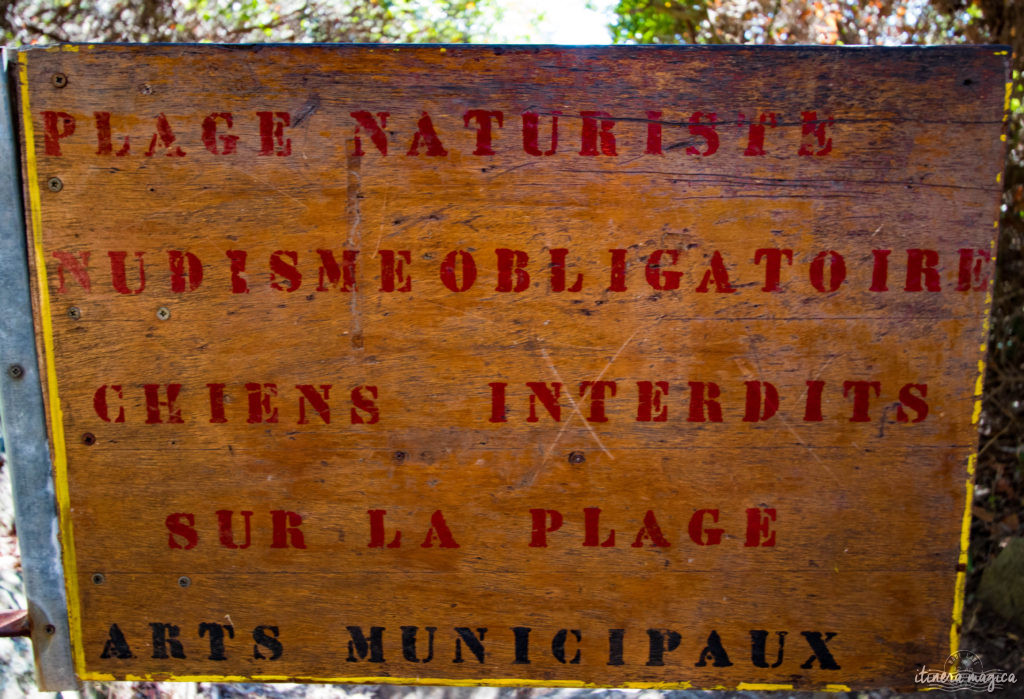 PLAGE NATURISTE
NUDISME OBLIGATOIRE
CHIENS INTERDITS
SUR LA PLAGE
ARTS MUNICIPAUX
itinera magica